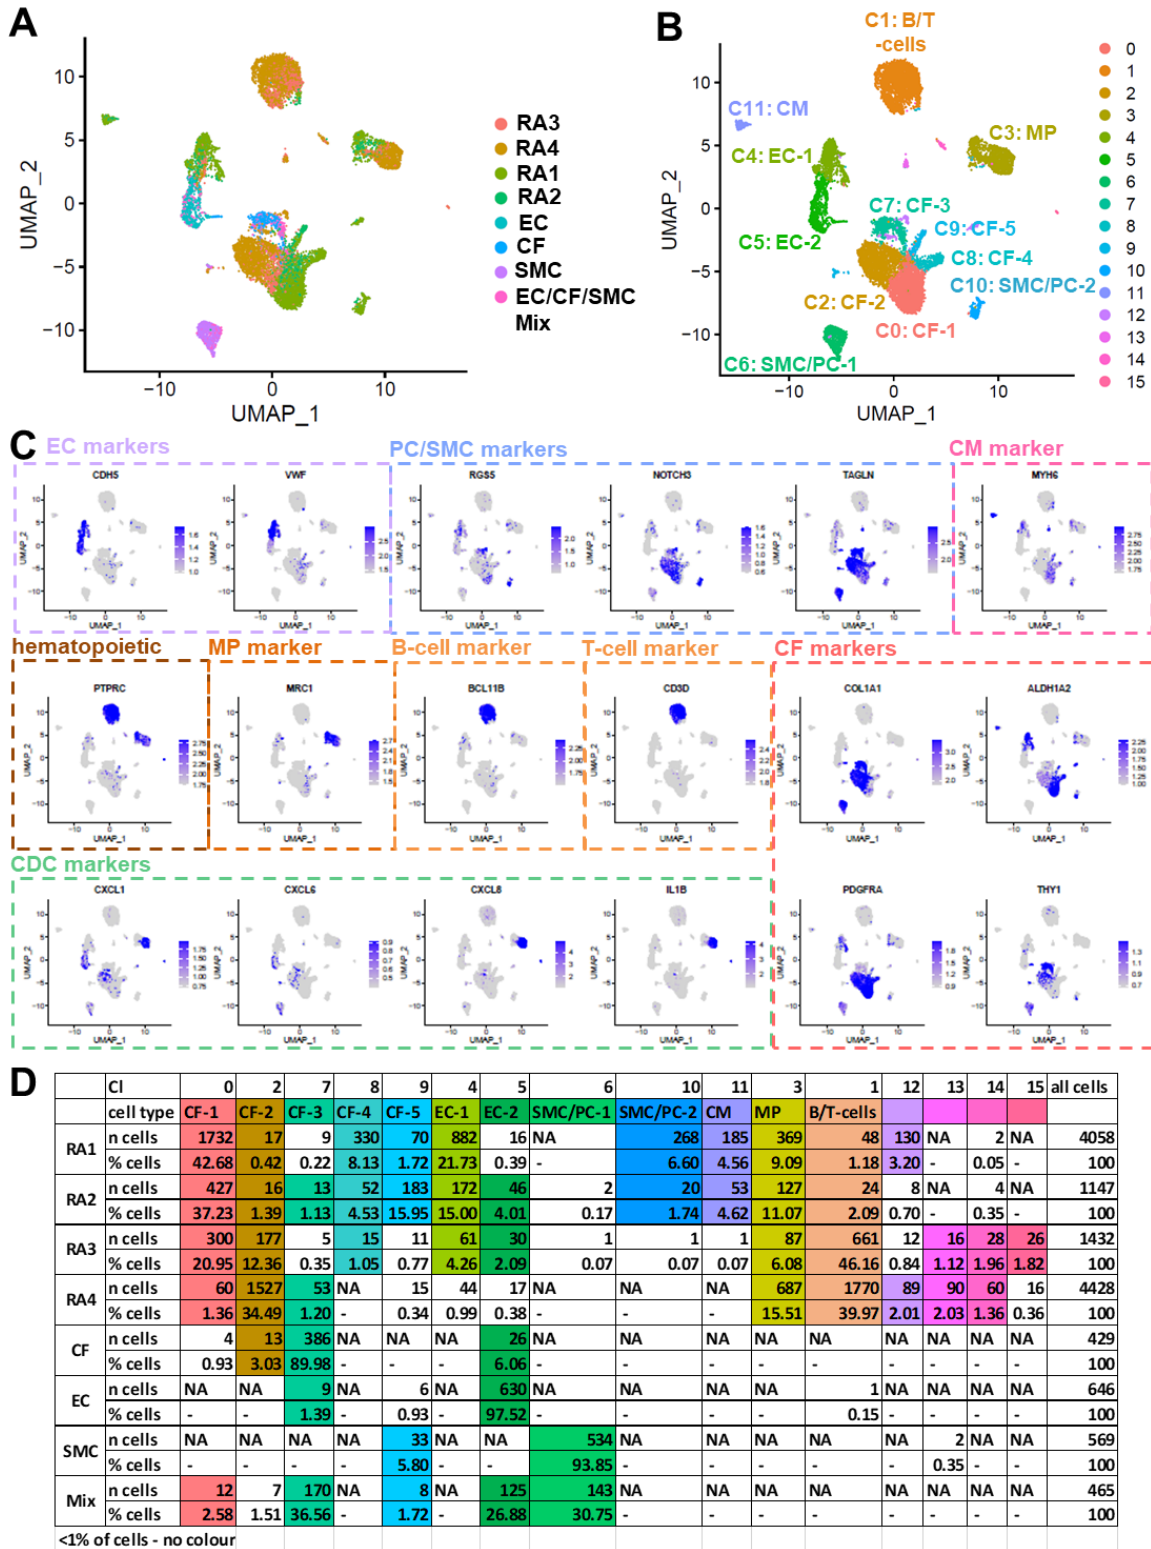 A
10
5
0
−5
−10
UMAP_2
−10 0 10
UMAP_1
RA3
RA4
RA1
RA2
EC
CF
SMC
EC/CF/SMC
Mix
B
C1: B/T
-cells
C11: CM
C3: MP
C4: EC-1
C7: CF-3
C9: CF-5
C5: EC-2
C8: CF-4
C10: SMC/PC-2
C2: CF-2
C0: CF-1
C6: SMC/PC-1
10
5
0
−5
−10
UMAP_2
−10 0 10
UMAP_1
0
1
2
3
4
5
6
7
8
9
10
11
12
13
14
15
C
EC markers PC/SMC markers CM marker
CDH5 VWF RGS5 NOTCH3 TAGLN MYH6
hematopoietic MP marker B-cell marker T-cell marker CF markers
PTPRC MRC1 BCL11B CD3D COL1A1 ALDH1A2
CDC markers
CXCL1 CXCL6 CXCL8 IL1B PDGFRA THY1
D
Cl 0 2 7 8 9 4 5 6 10 11 3 1 12 13 14 15 all cells
cell type CF-1 CF-2 CF-3 CF-4 CF-5 EC-1 EC-2 SMC/PC-1 SMC/PC-2 CM MP B/T-cells
RA1 n cells 1732 17 9 330 70 882 16 NA 268 185 369 48 130 NA 2 NA 4058
% cells 42.68 0.42 0.22 8.13 1.72 21.73 0.39 - 6.60 4.56 9.09 1.18 3.20 - 0.05 - 100
RA2 n cells 427 16 13 52 183 172 46 2 20 53 127 24 8 NA 4 NA 1147
% cells 37.23 1.39 1.13 4.53 15.95 15.00 4.01 0.17 1.74 4.62 11.07 2.09 0.70 - 0.35 - 100
RA3 n cells 300 177 5 15 11 61 30 1 1 1 87 661 12 16 28 26 1432
% cells 20.95 12.36 0.35 1.05 0.77 4.26 2.09 0.07 0.07 0.07 6.08 46.16 0.84 1.12 1.96 1.82 100
RA4 n cells 60 1527 53 NA 15 44 17 NA NA NA 687 1770 89 90 60 16 4428
% cells 1.36 34.49 1.20 - 0.34 0.99 0.38 - - - 15.51 39.97 2.01 2.03 1.36 0.36 100
CF n cells 4 13 386 NA NA NA 26 NA NA NA NA NA NA NA NA NA 429
% cells 0.93 3.03 89.98 - - - 6.06 - - - - - - - - - 100
EC n cells NA NA 9 NA 6 NA 630 NA NA NA NA 1 NA NA NA NA 646
% cells - - 1.39 - 0.93 - 97.52 - - - - 0.15 - - - - 100
SMC n cells NA NA NA NA 33 NA NA 534 NA NA NA NA NA 2 NA NA 569
% cells - - - - 5.80 - - 93.85 - - - - - 0.35 - - 100
Mix n cells 12 7 170 NA 8 NA 125 143 NA NA NA NA NA NA NA NA 465
% cells 2.58 1.51 36.56 - 1.72 - 26.88 30.75 - - - - - - - - 100
<1% of cells - no colour